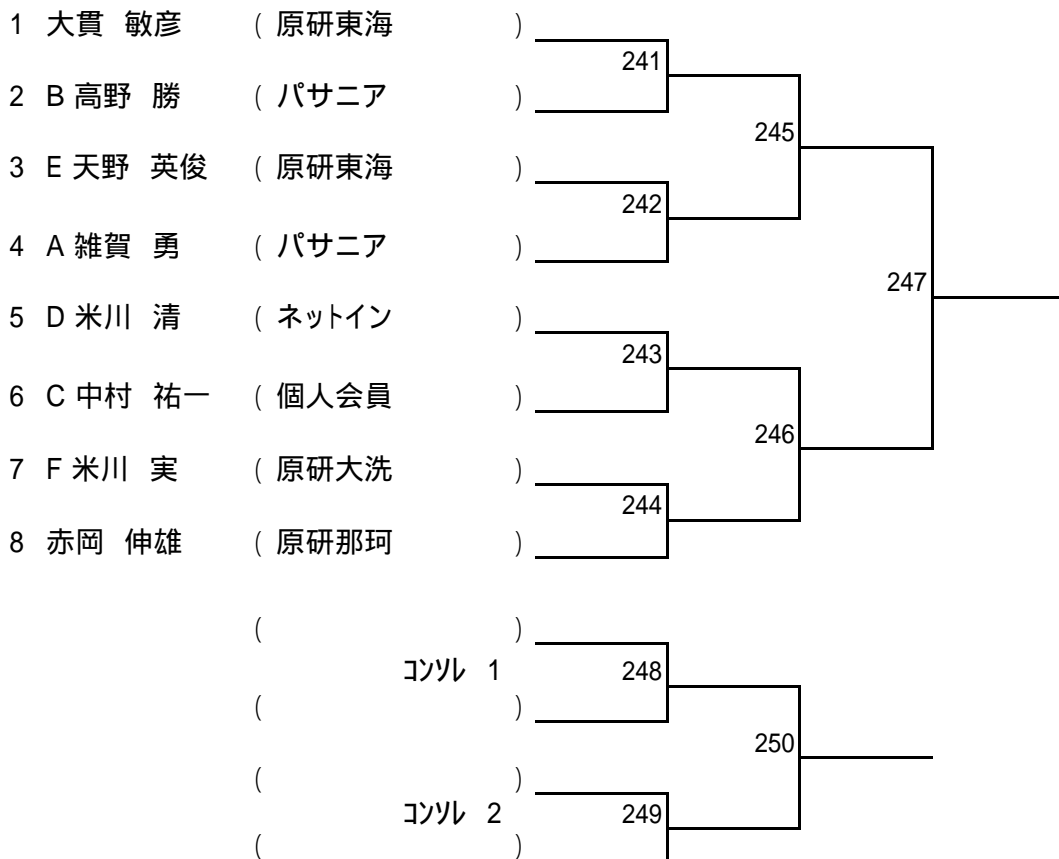 1 大貫 敏彦 ( 原研東海 )
241
2 B 高野 勝 ( パサニア )
245
3 E 天野 英俊 ( 原研東海 )
242
4 A 雑賀 勇 ( パサニア )
247
5 D 米川 清 ( ネットイン )
243
6 C 中村 祐一 ( 個人会員 )
246
7 F 米川 実 ( 原研大洗 )
244
8 赤岡 伸雄 ( 原研那珂 )
( )
コンソレ 1 248
( )
250
( )
コンソレ 2 249
( )